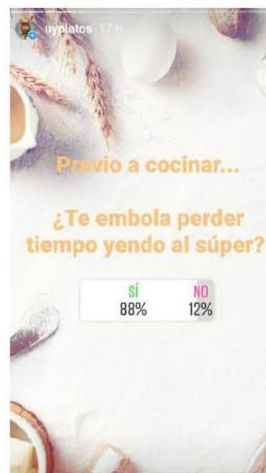 uyplatos 17 h
Previo a cocinar...
¿Te embola perder
tiempo yendo al súper?
SÍ NO
88% 12%